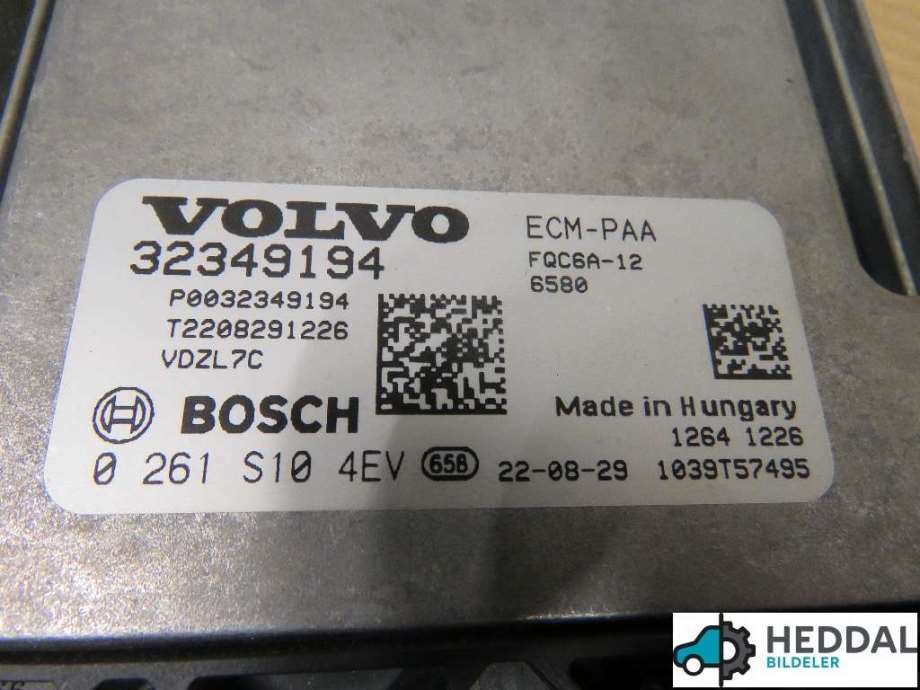 VOLVO
32349194
P0032349194
T2208291226
VDZL7C
ECM-PAA
FQC6A-12
6580
BOSCH
0 261 S10 4EV 658 22-08-29
Made in Hungary
1264 1226
1039T57495
HEDDAL
BILDELER